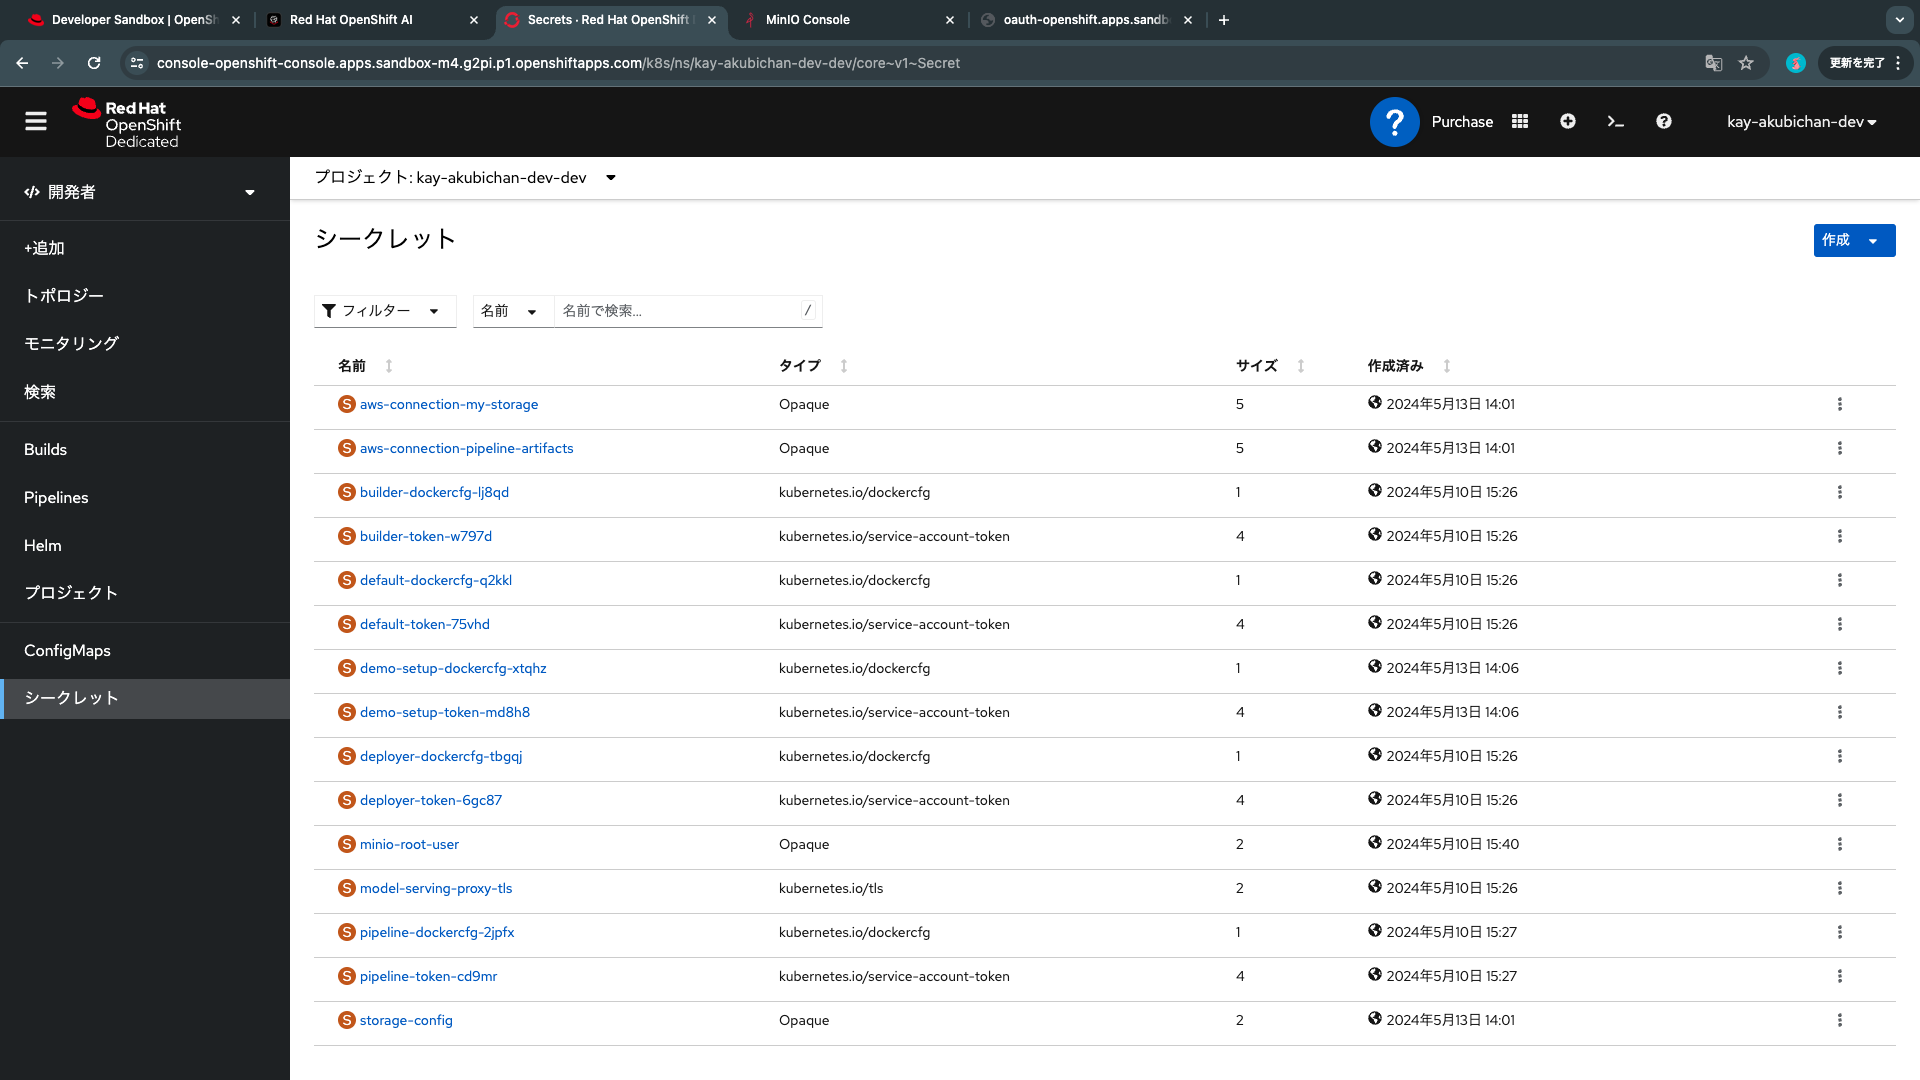 Developer Sandbox | OpenSh
Red Hat OpenShift AI
Secrets · Red Hat OpenShift
MinIO Console
oauth-openshift.apps.sandb
console-openshift-console.apps.sandbox-m4.g2pi.p1.openshiftapps.com/k8s/ns/kay-akubichan-dev-dev/core~v1~Secret
更新を完了
Red Hat
OpenShift
Dedicated
?
Purchase
kay-akubichan-dev
開発者
+追加
トポロジー
モニタリング
検索
Builds
Pipelines
Helm
プロジェクト
ConfigMaps
シークレット
プロジェクト: kay-akubichan-dev-dev
シークレット
作成
フィルター
名前
名前で検索...
/
名前 タイプ サイズ 作成済み
S aws-connection-my-storage Opaque 5 2024年5月13日 14:01
S aws-connection-pipeline-artifacts Opaque 5 2024年5月13日 14:01
S builder-dockercfg-lj8qd kubernetes.io/dockercfg 1 2024年5月10日 15:26
S builder-token-w797d kubernetes.io/service-account-token 4 2024年5月10日 15:26
S default-dockercfg-q2kkl kubernetes.io/dockercfg 1 2024年5月10日 15:26
S default-token-75vhd kubernetes.io/service-account-token 4 2024年5月10日 15:26
S demo-setup-dockercfg-xtqhz kubernetes.io/dockercfg 1 2024年5月13日 14:06
S demo-setup-token-md8h8 kubernetes.io/service-account-token 4 2024年5月13日 14:06
S deployer-dockercfg-tbgqj kubernetes.io/dockercfg 1 2024年5月10日 15:26
S deployer-token-6gc87 kubernetes.io/service-account-token 4 2024年5月10日 15:26
S minio-root-user Opaque 2 2024年5月10日 15:40
S model-serving-proxy-tls kubernetes.io/tls 2 2024年5月10日 15:26
S pipeline-dockercfg-2jpfx kubernetes.io/dockercfg 1 2024年5月10日 15:27
S pipeline-token-cd9mr kubernetes.io/service-account-token 4 2024年5月10日 15:27
S storage-config Opaque 2 2024年5月13日 14:01